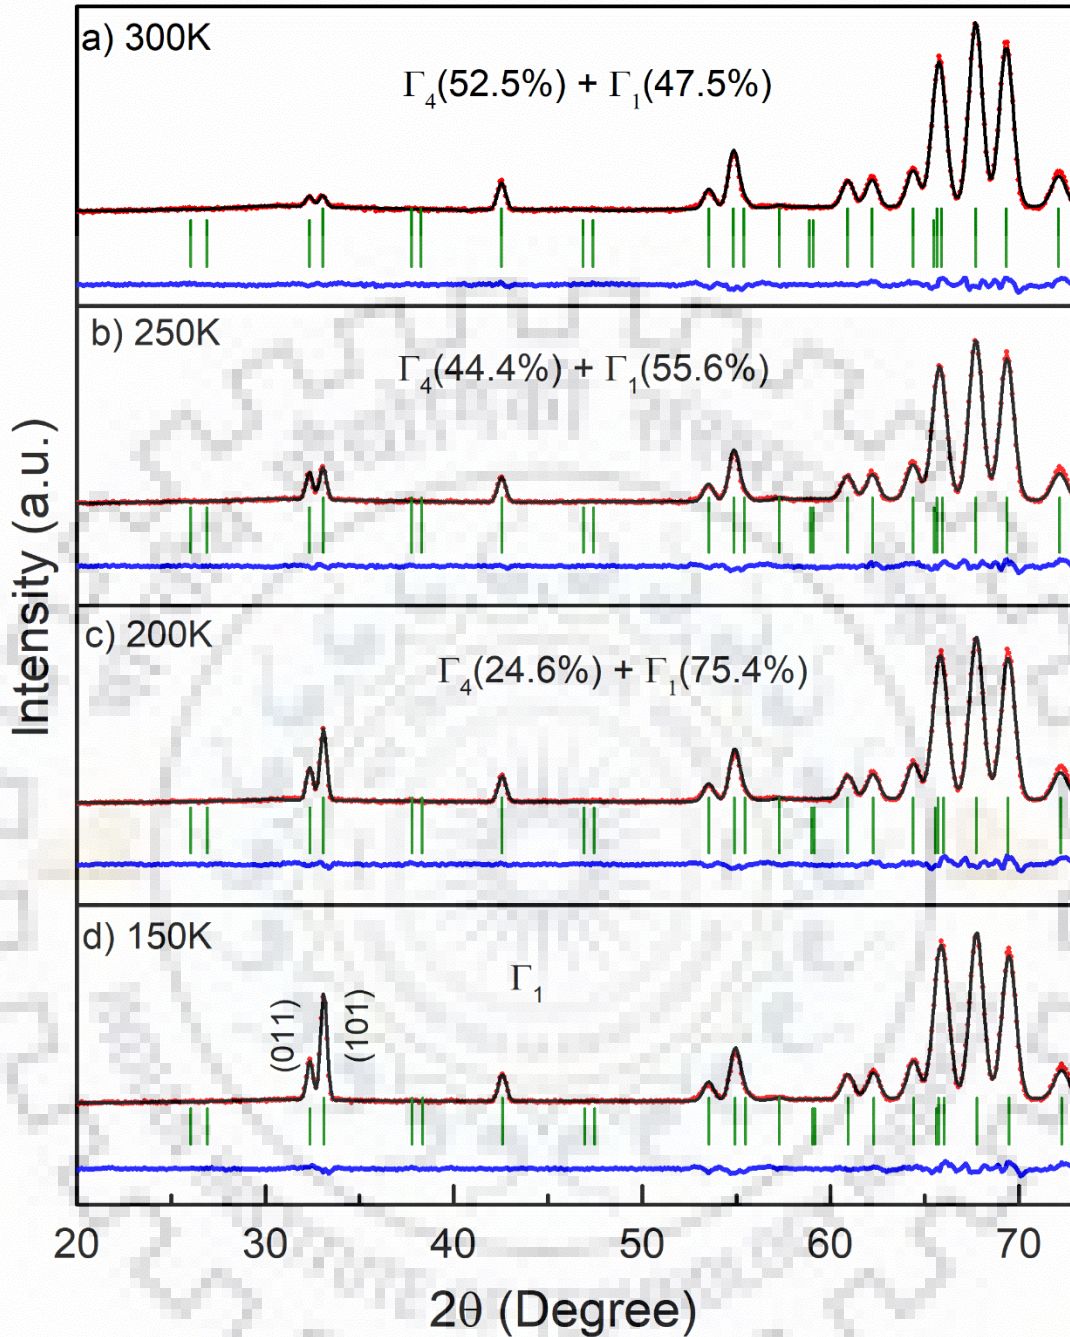 a) 300K
Γ₄(52.5%) + Γ₁(47.5%)
b) 250K
Γ₄(44.4%) + Γ₁(55.6%)
c) 200K
Γ₄(24.6%) + Γ₁(75.4%)
d) 150K
Γ₁
(011)
(101)
Intensity (a.u.)
20 30 40 50 60 70
2θ (Degree)